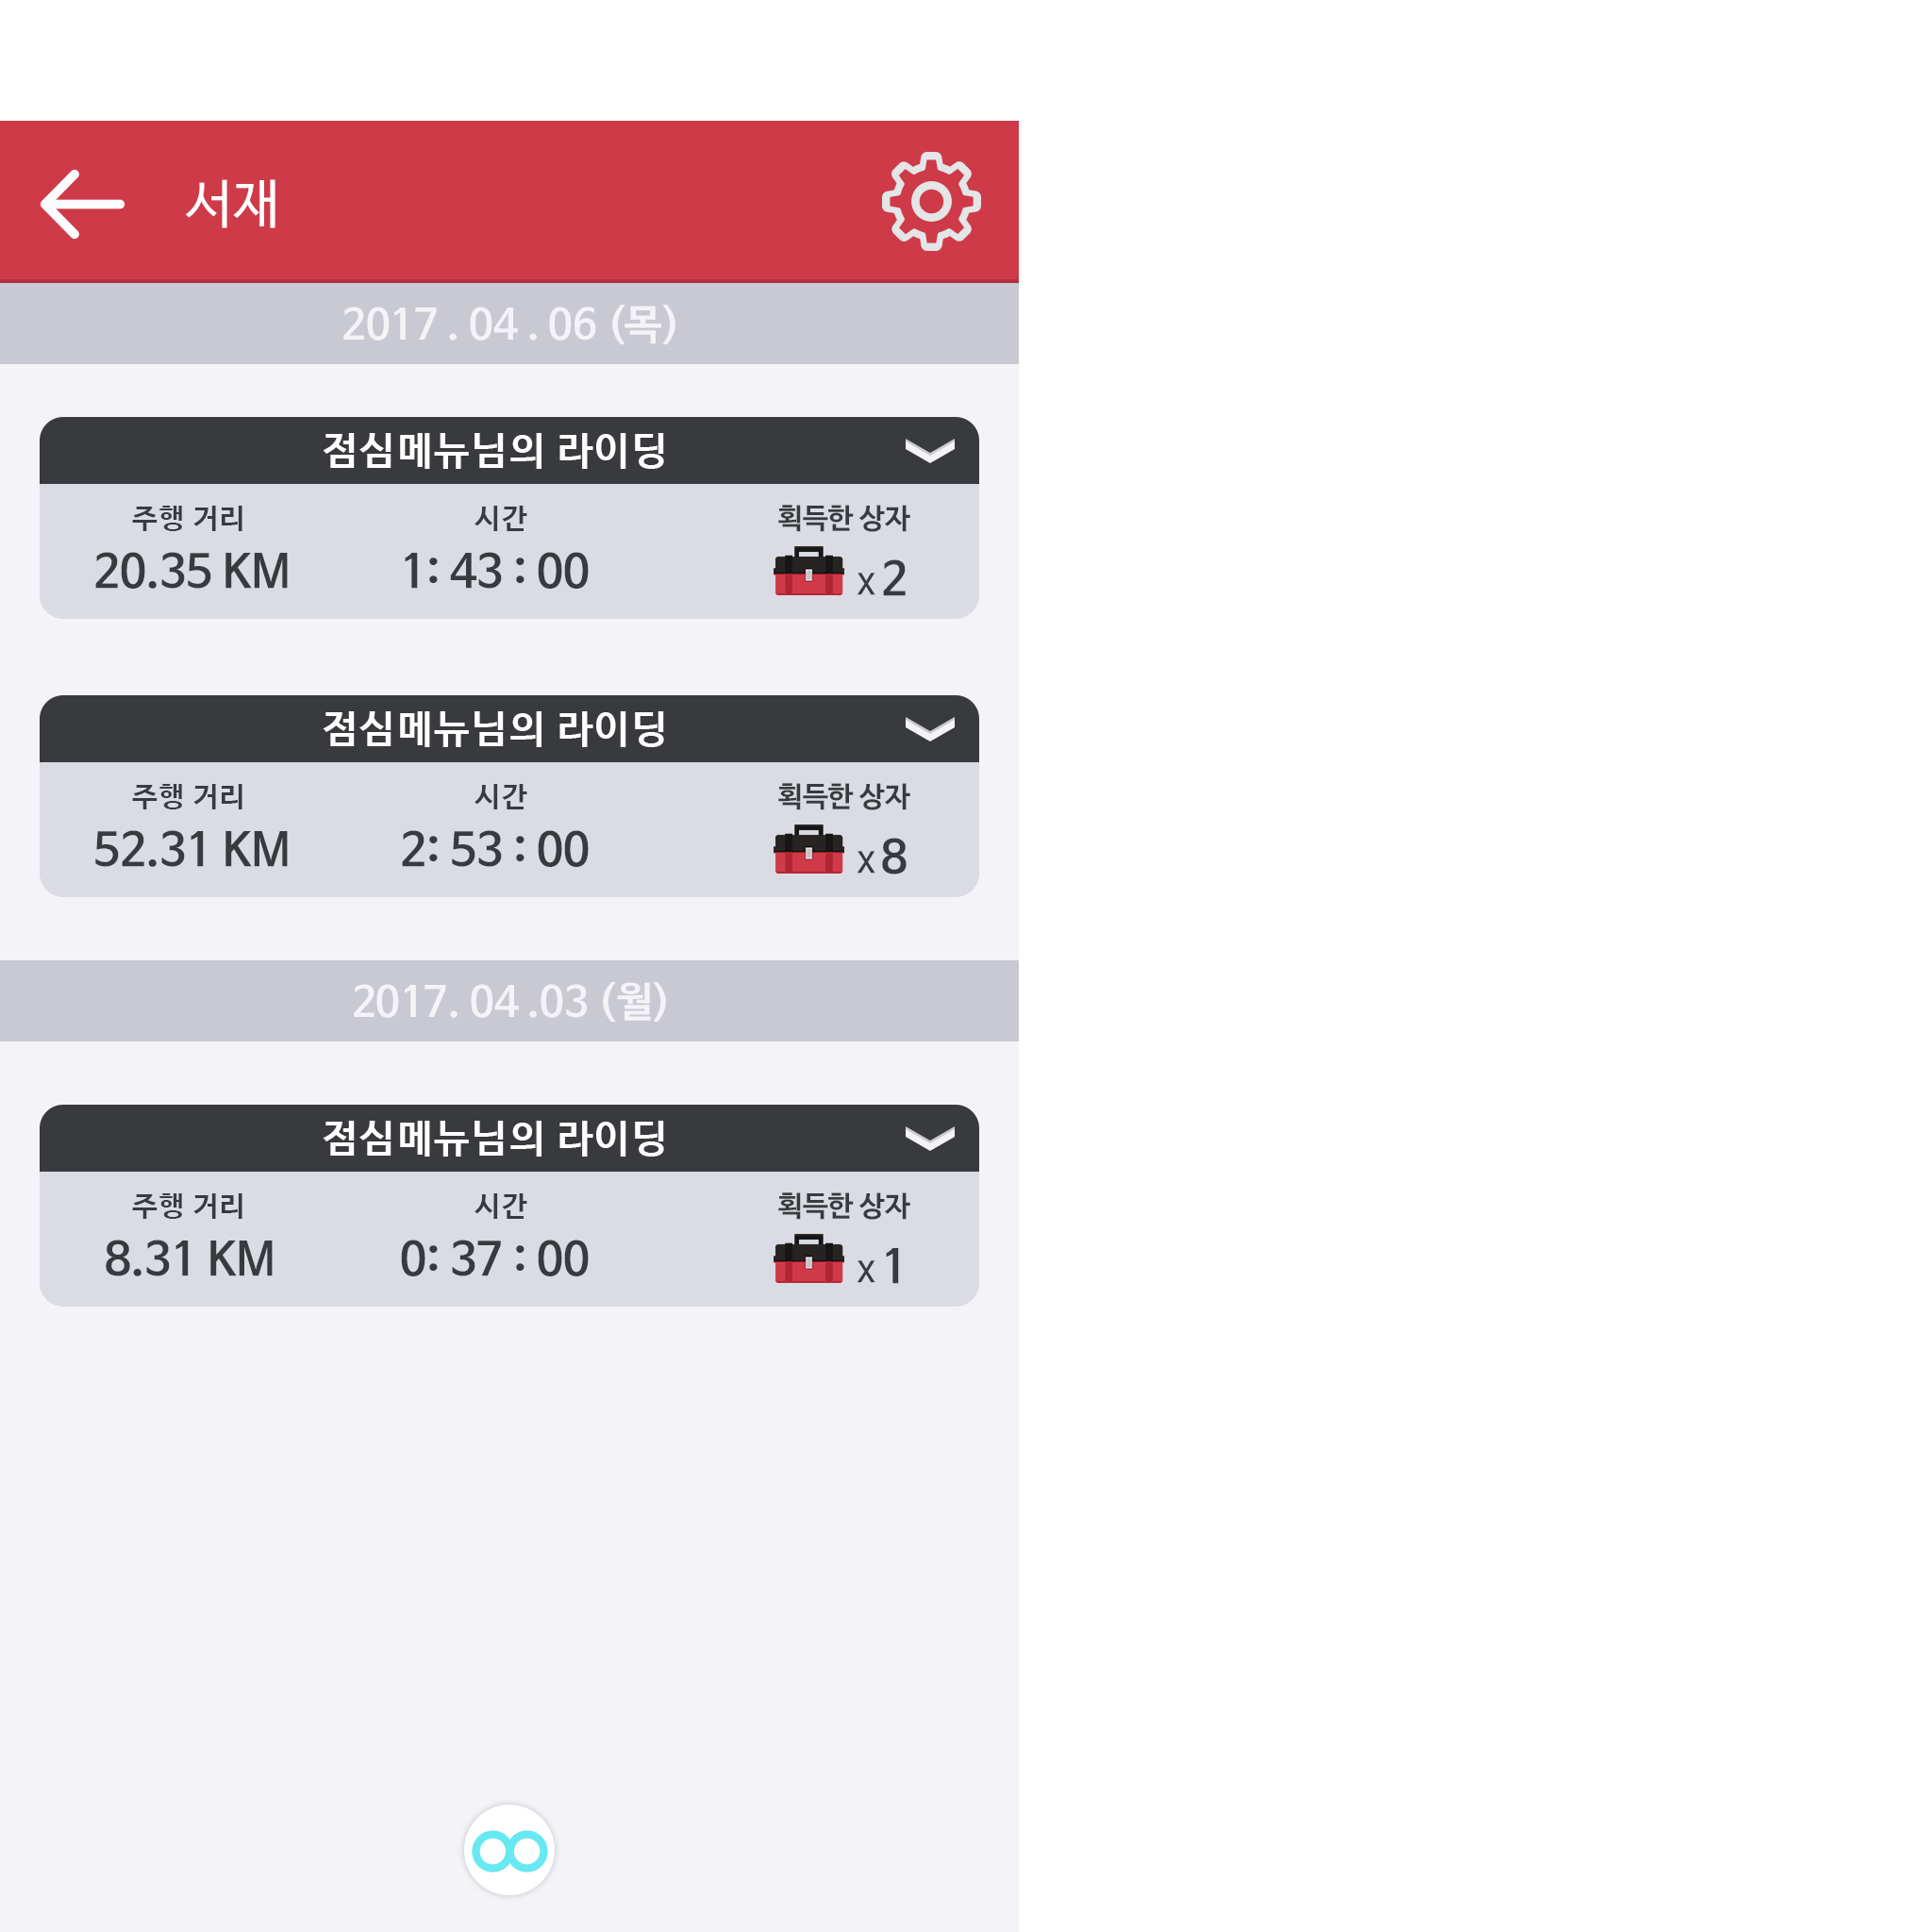 서재
2017 . 04 . 06 (목)
점심메뉴님의 라이딩
주행 거리 시간 획득한 상자
20.35 KM 1: 43 : 00 x 2
점심메뉴님의 라이딩
주행 거리 시간 획득한 상자
52.31 KM 2: 53 : 00 x 8
2017. 04 .03 (월)
점심메뉴님의 라이딩
주행 거리 시간 획득한 상자
8.31 KM 0: 37 : 00 x 1